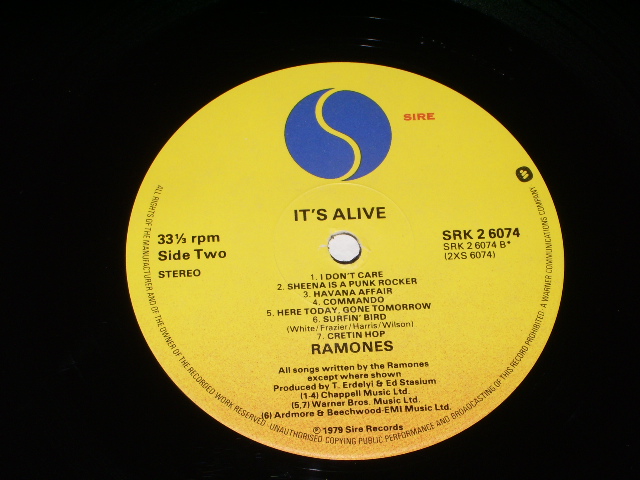 SIRE
IT'S ALIVE
33⅓ rpm
Side Two
STEREO
SRK 2 6074
SRK 2 6074 B*
(2XS 6074)
1. I DON'T CARE
2. SHEENA IS A PUNK ROCKER
3. HAVANA AFFAIR
4. COMMANDO
5. HERE TODAY, GONE TOMORROW
6. SURFIN' BIRD
(White/Frazier/Harris/Wilson)
7. CRETIN HOP
RAMONES
All songs written by the Ramones
except where shown
Produced by T. Erdelyi & Ed Stasium
(1-4) Chappell Music Ltd.
(5,7) Warner Bros. Music Ltd.
(6) Ardmore & Beechwood-EMI Music Ltd.
℗ 1979 Sire Records
ALL RIGHTS OF THE MANUFACTURER AND OF THE OWNER OF THE RECORDED WORK RESERVED - UNAUTHORISED COPYING PUBLIC PERFORMANCE AND BROADCASTING OF THIS RECORD PROHIBITED. A WARNER COMMUNICATIONS COMPANY.